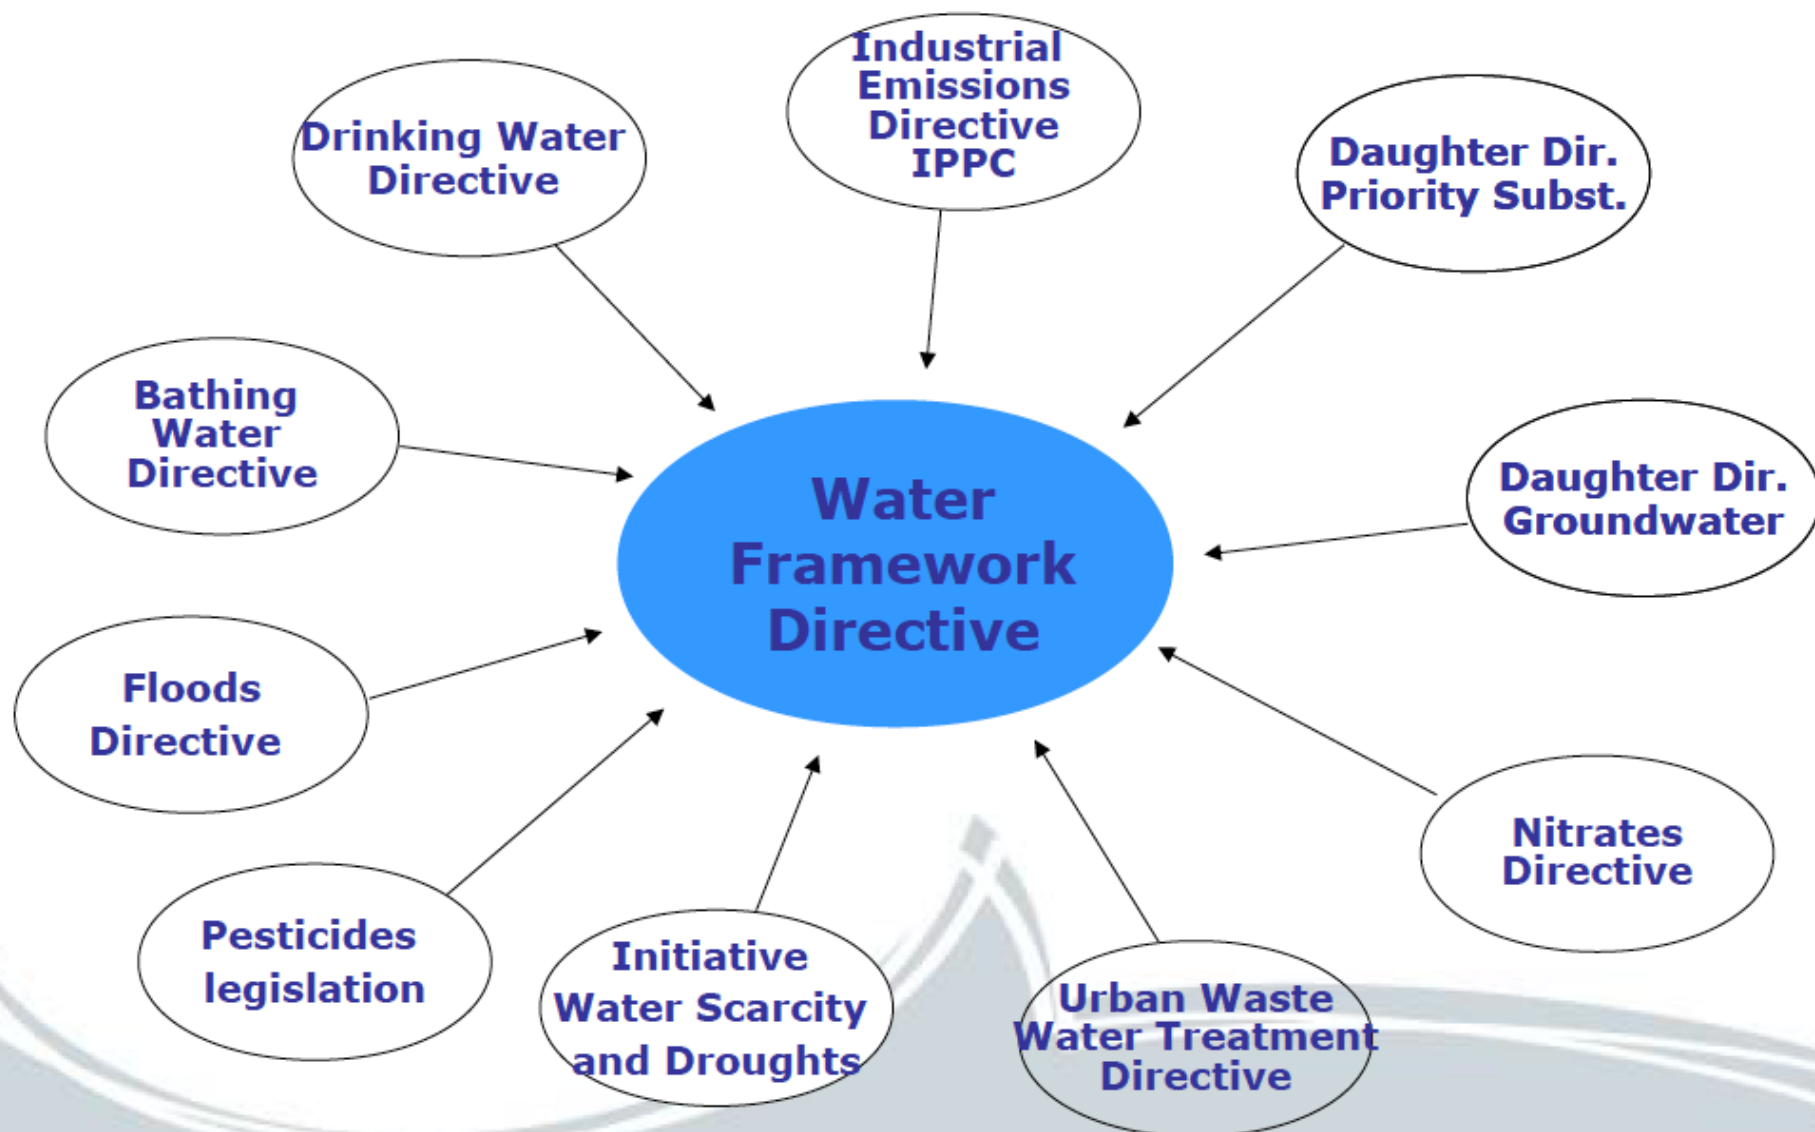 Industrial
Emissions
Directive
IPPC
Drinking Water
Directive
Daughter Dir.
Priority Subst.
Bathing
Water
Directive
Daughter Dir.
Groundwater
Water
Framework
Directive
Floods
Directive
Nitrates
Directive
Pesticides
legislation
Initiative
Water Scarcity
and Droughts
Urban Waste
Water Treatment
Directive